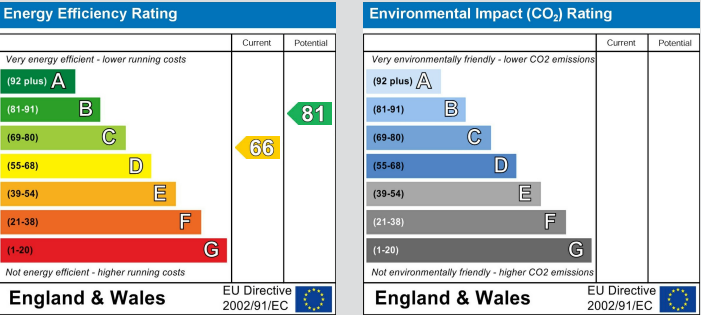 Energy Efficiency Rating
Current Potential
Very energy efficient - lower running costs
(92 plus) A
(81-91) B
81
(69-80) C
66
(55-68) D
(39-54) E
(21-38) F
(1-20) G
Not energy efficient - higher running costs
England & Wales
EU Directive
2002/91/EC
Environmental Impact (CO₂) Rating
Current Potential
Very environmentally friendly - lower CO2 emissions
(92 plus) A
(81-91) B
(69-80) C
(55-68) D
(39-54) E
(21-38) F
(1-20) G
Not environmentally friendly - higher CO2 emissions
England & Wales
EU Directive
2002/91/EC